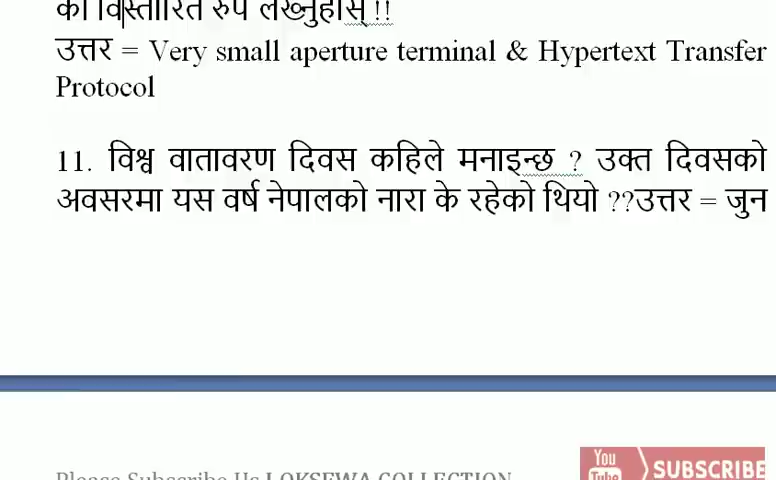 को विस्तारित रुप लेख्नुहोस् !!
उत्तर = Very small aperture terminal & Hypertext Transfer
Protocol
11. विश्व वातावरण दिवस कहिले मनाइन्छ ? उक्त दिवसको
अवसरमा यस वर्ष नेपालको नारा के रहेको थियो ??उत्तर = जुन
Please Subscribe Us LOKSEWA COLLECTION
You Tube SUBSCRIBE